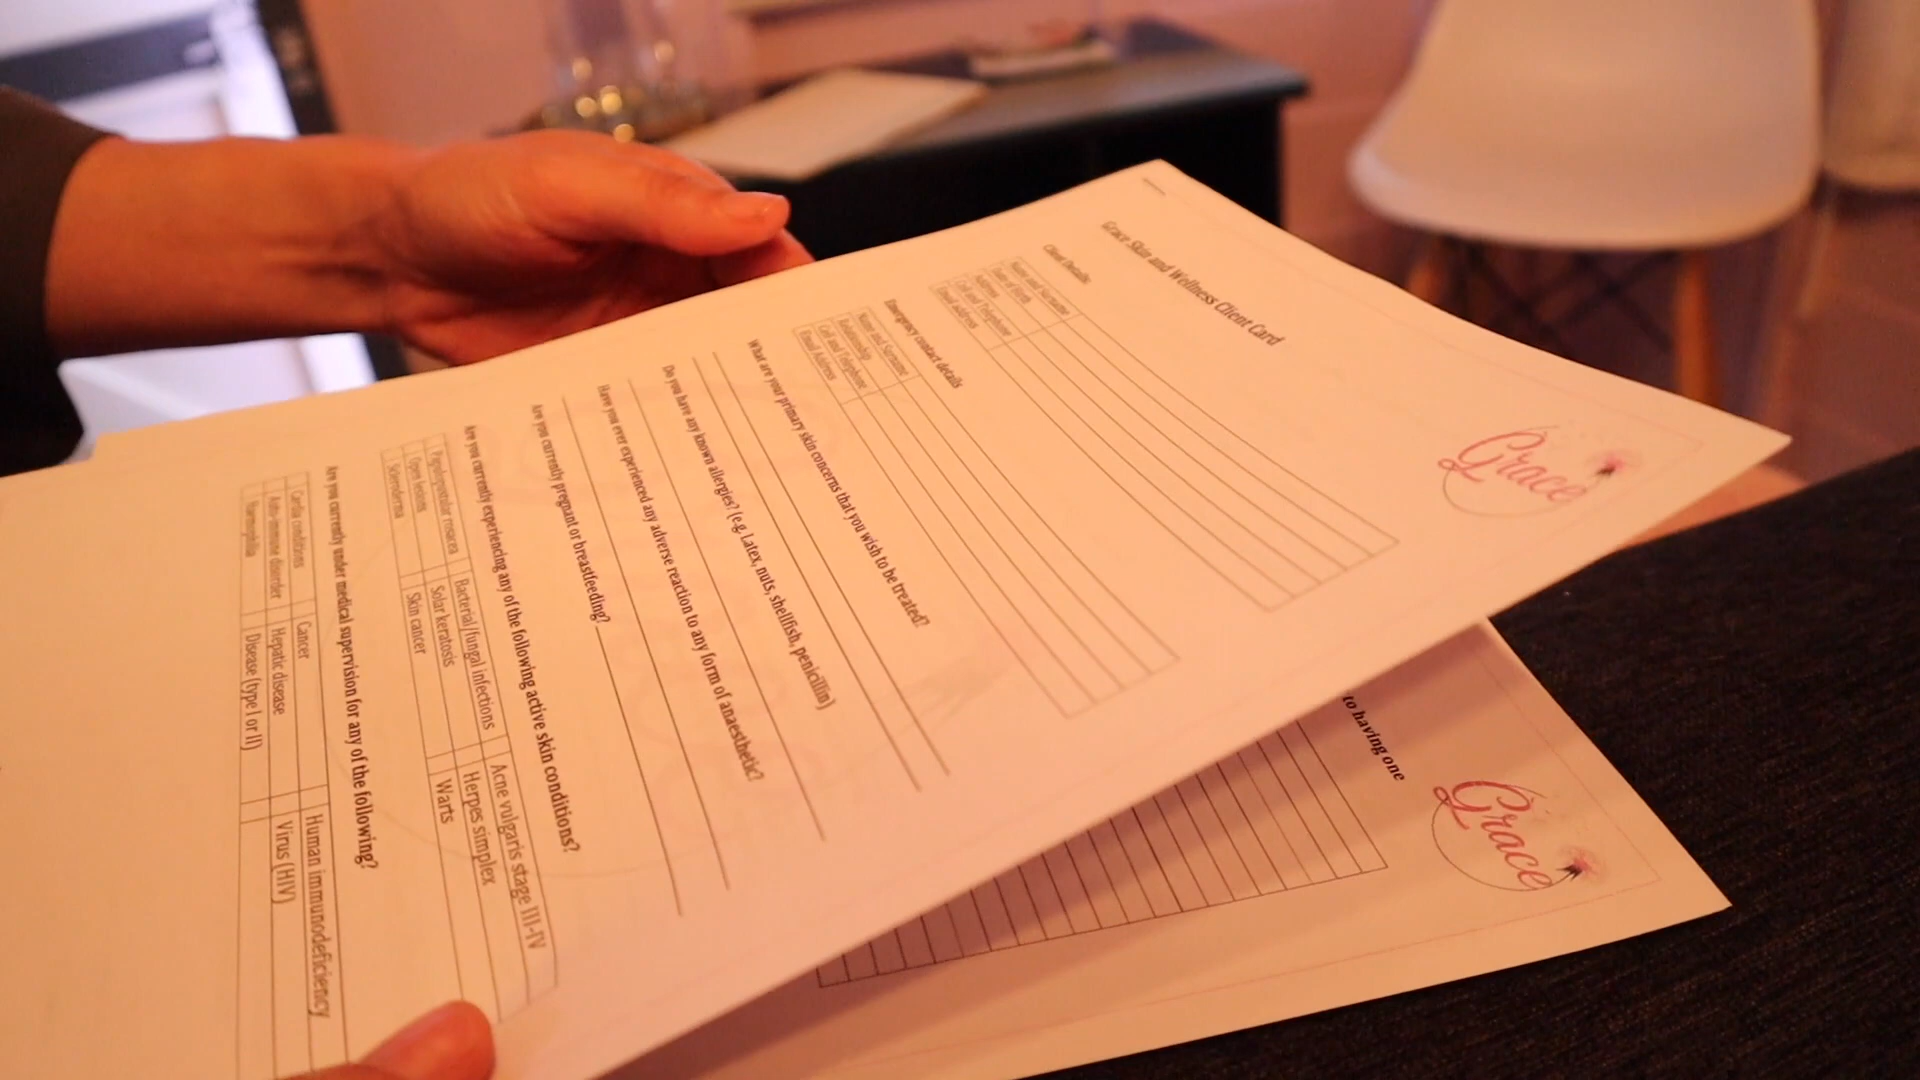 Grace
Grace Skin and Wellness Client Card
Client Details:
Name and Surname
Date of Birth
Address
Cell and Telephone
Email address
Emergency contact details
Name and Surname
Relationship
Cell and Telephone
Email Address
What are your primary skin concerns that you wish to be treated?
Do you have any known allergies? (e.g. Latex, nuts, shellfish, penicillin)
Have you ever experienced any adverse reaction to any form of anaesthetic?
Are you currently pregnant or breastfeeding?
Are you currently experiencing any of the following active skin conditions?
Papulopustular rosacea Bacterial/fungal infections Acne vulgaris stage III-IV
Open lesions Solar keratosis Herpes simplex
Scleroderma Skin cancer Warts
Are you currently under medical supervision for any of the following?
Cardia conditions Cancer Human immunodeficiency
Auto-immune disorder Hepatic disease Virus (HIV)
Haemophilia Disease (type I or II)
Grace
to having one